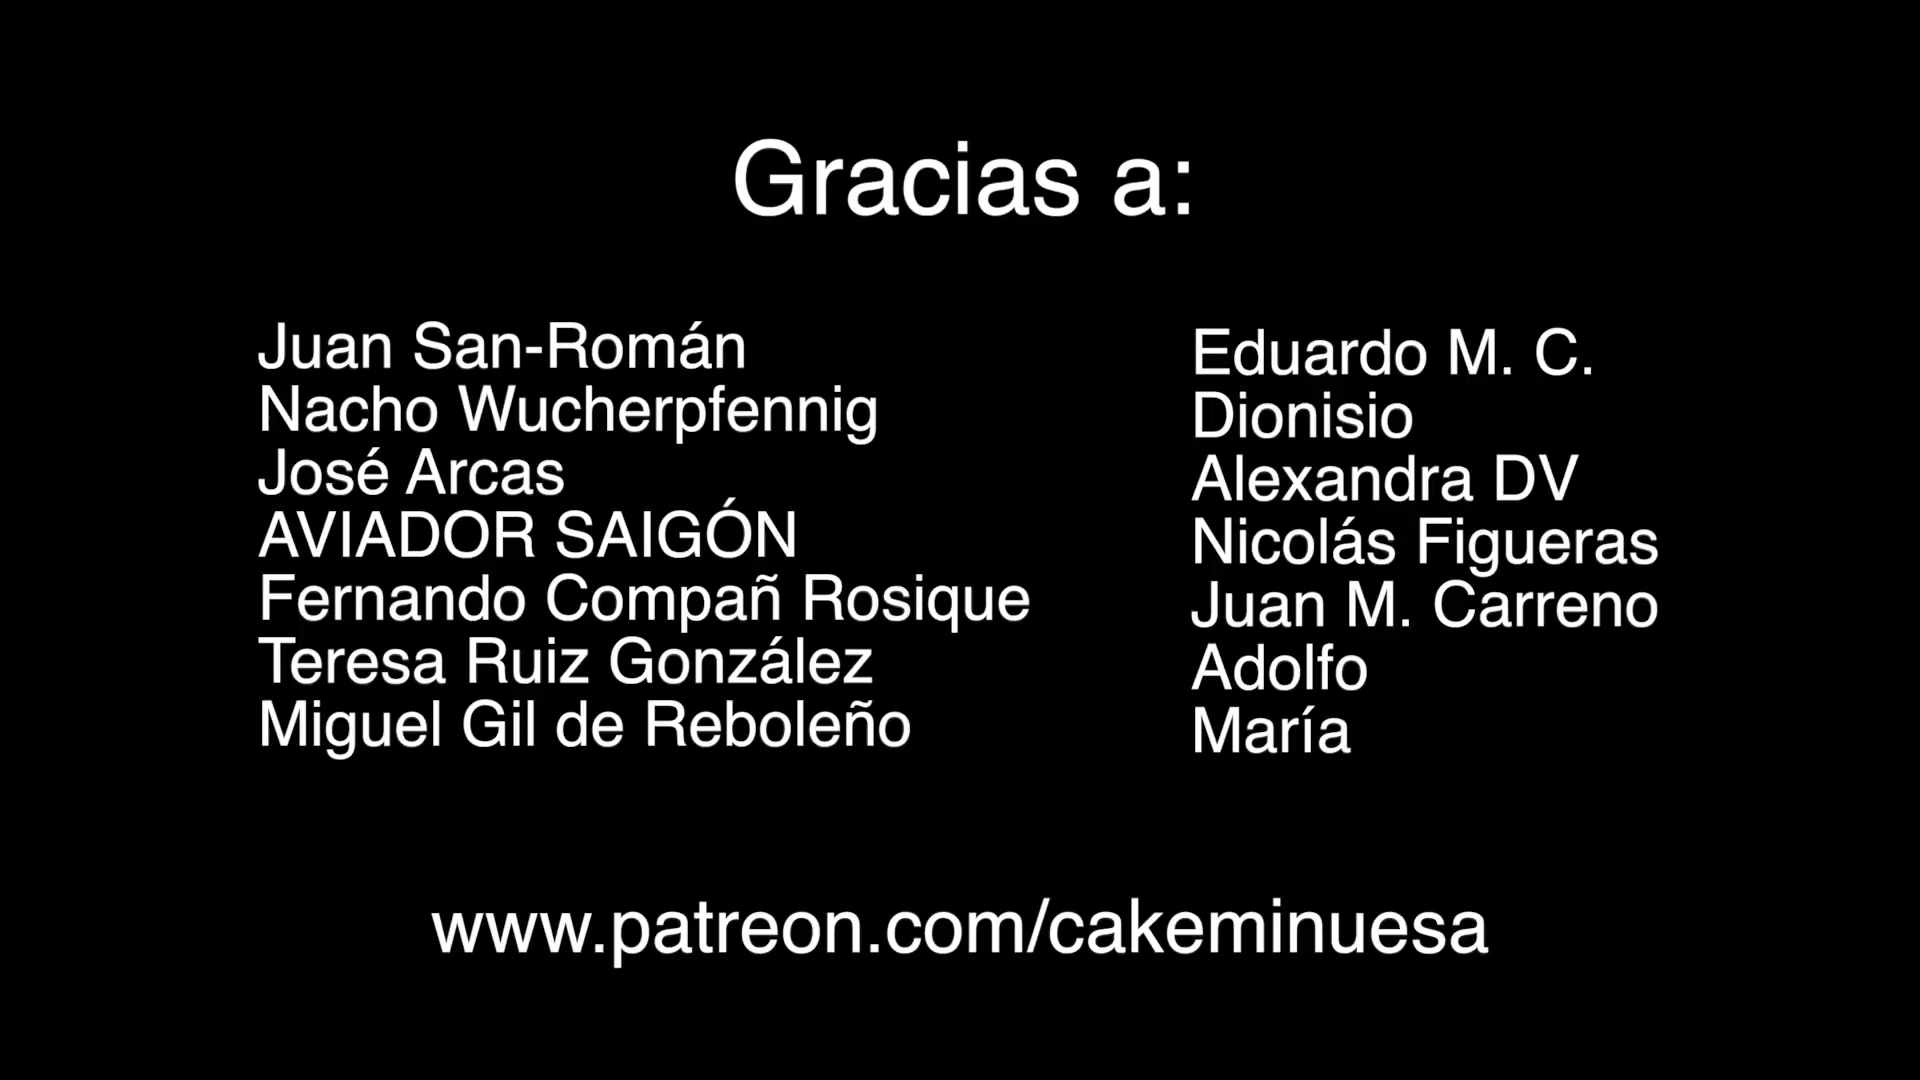 Gracias a:
Juan San-Román
Nacho Wucherpfennig
José Arcas
AVIADOR SAIGÓN
Fernando Compañ Rosique
Teresa Ruiz González
Miguel Gil de Reboleño
Eduardo M. C.
Dionisio
Alexandra DV
Nicolás Figueras
Juan M. Carreno
Adolfo
María
www.patreon.com/cakeminuesa